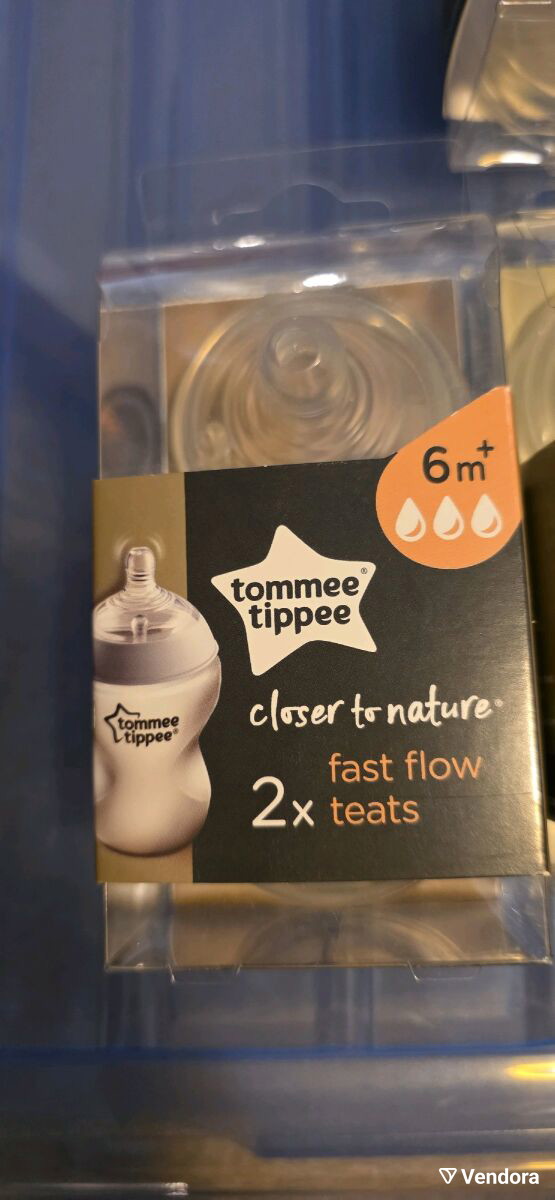 6m+
tommee®
tippee
tommee
tippee®
closer to nature®
2x fast flow
teats
Vendora